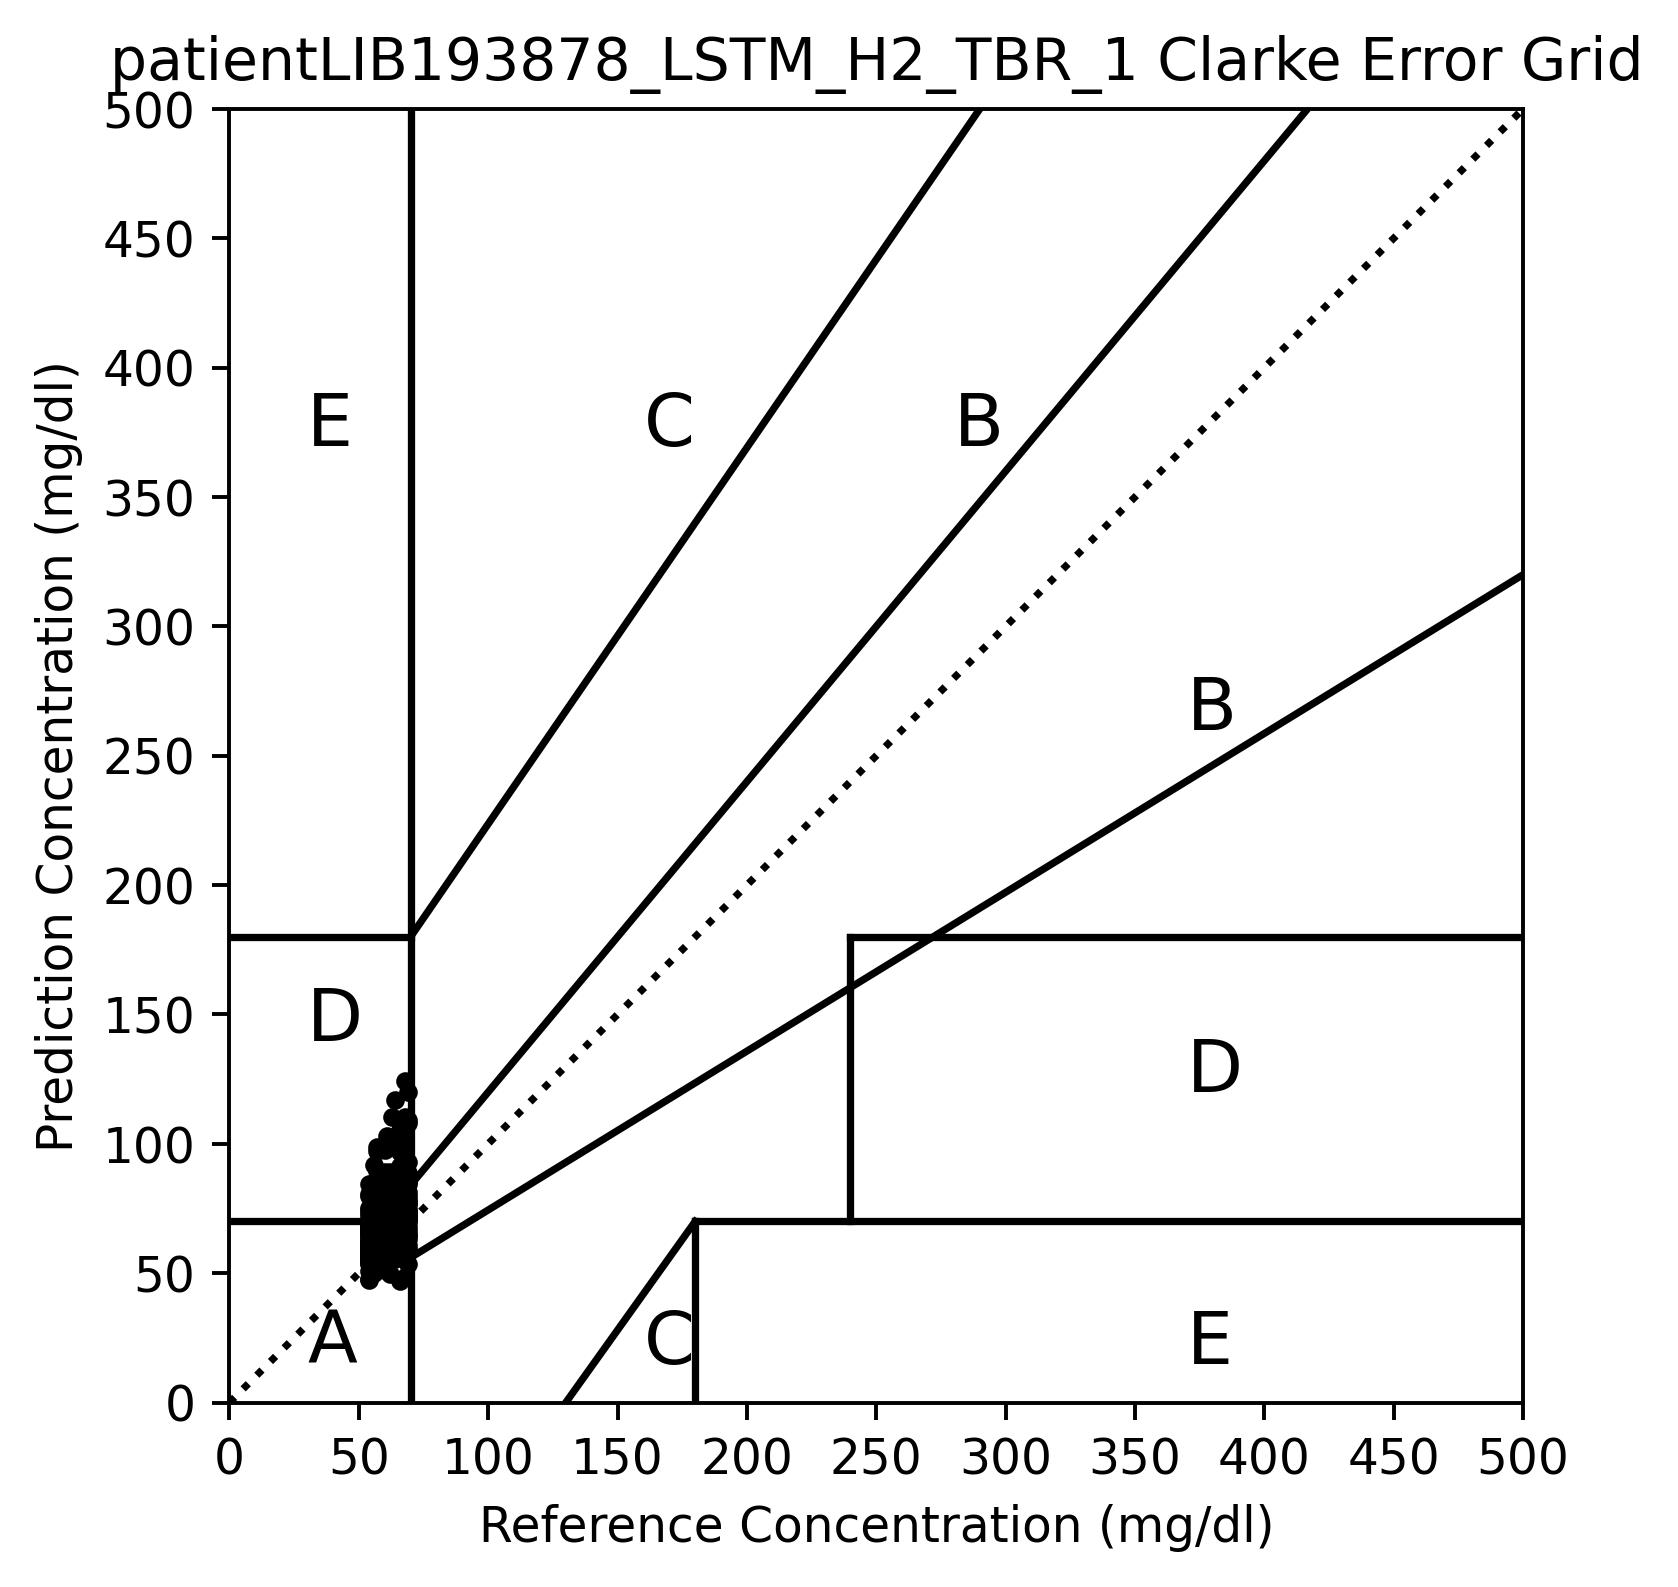 patientLIB193878_LSTM_H2_TBR_1 Clarke Error Grid
500
450
400
350
300
250
200
150
100
50
0
Prediction Concentration (mg/dl)
E
C
B
B
D
D
A
C
E
0 50 100 150 200 250 300 350 400 450 500
Reference Concentration (mg/dl)